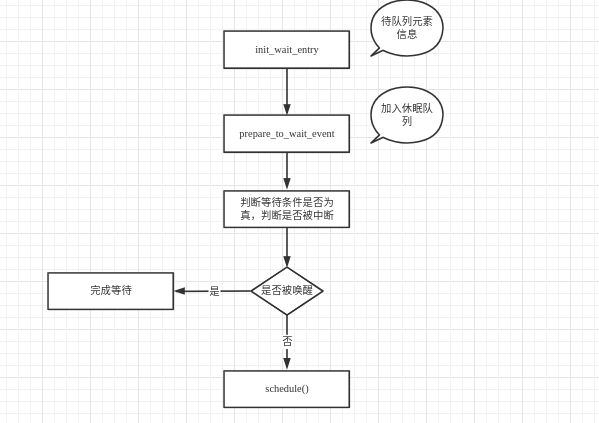 待队列元素
信息
init_wait_entry
加入休眠队
列
prepare_to_wait_event
判断等待条件是否为
真，判断是否被中断
完成等待
是
是否被唤醒
否
schedule()